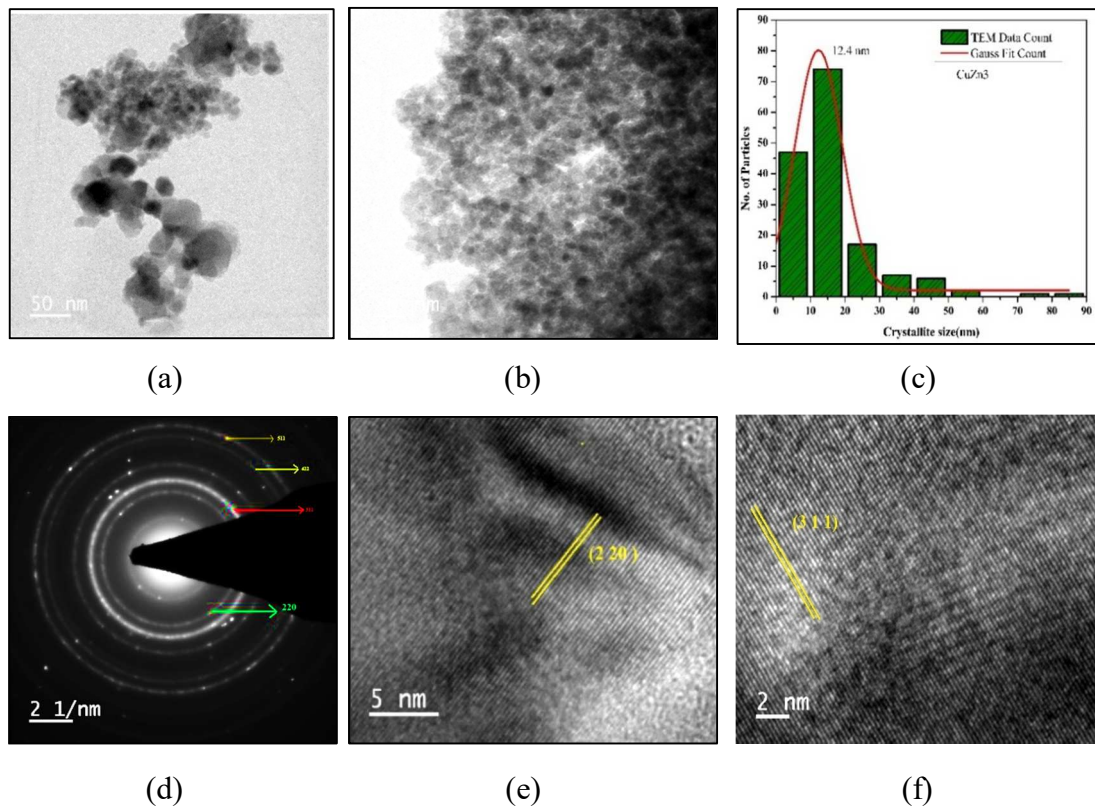 50 nm
TEM Data Count
Gauss Fit Count
CuZn3
12.4 nm
No. of Particles
90
80
70
60
50
40
30
20
10
0
0 10 20 30 40 50 60 70 80 90
Crystallite size(nm)
(a)
(b)
(c)
220
2 1/nm
(2 20 )
5 nm
(3 1 1)
2 nm
(d)
(e)
(f)